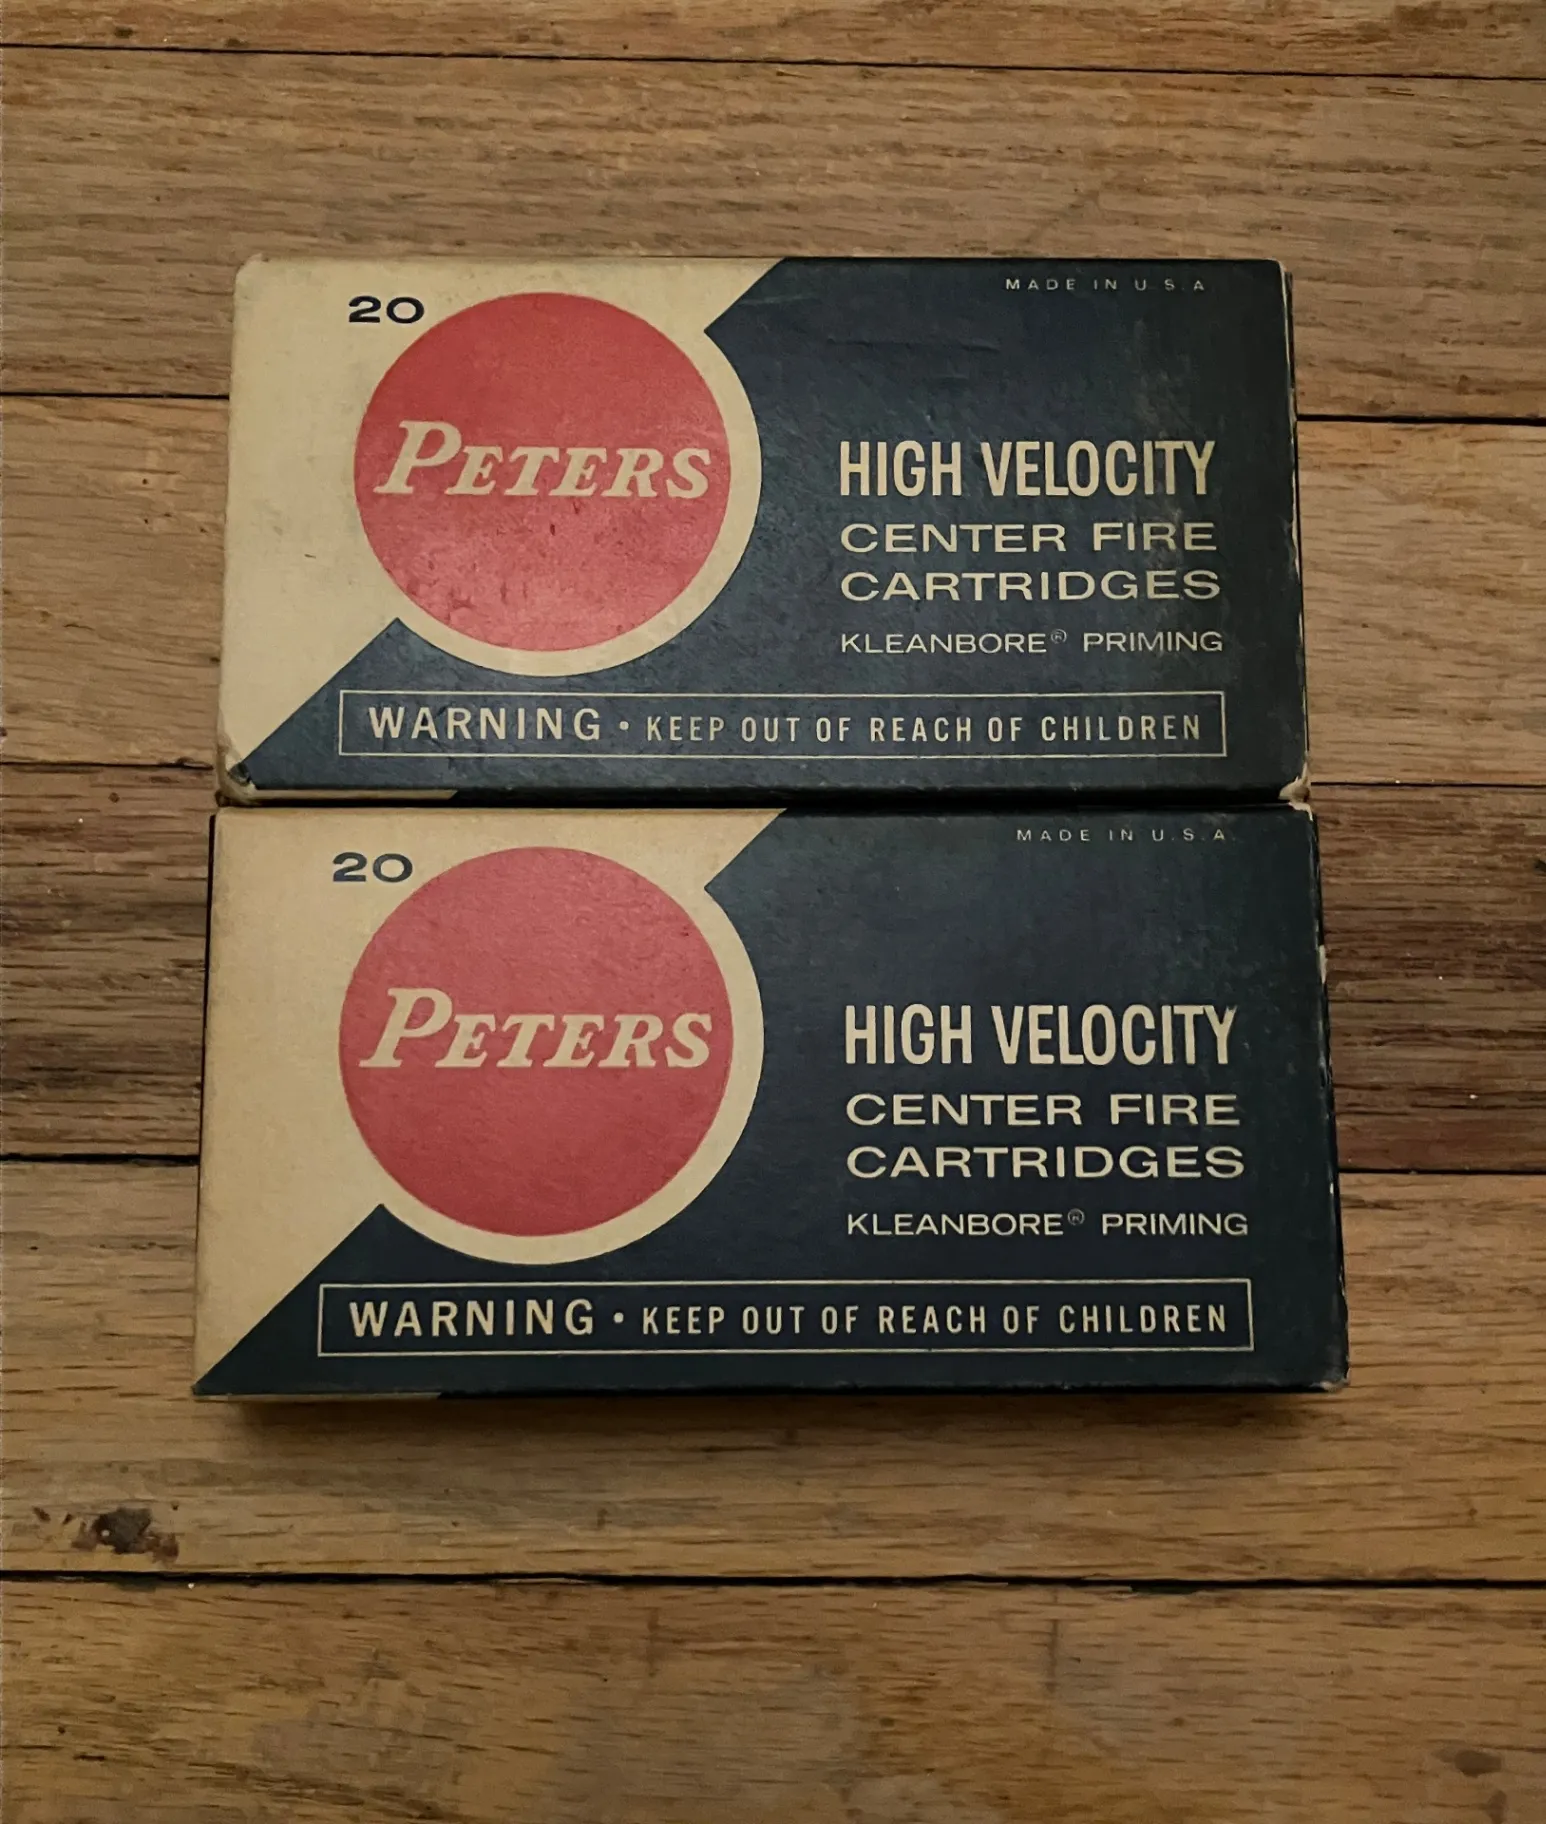 20
MADE IN U.S.A
PETERS
HIGH VELOCITY
CENTER FIRE
CARTRIDGES
KLEANBORE® PRIMING
WARNING • KEEP OUT OF REACH OF CHILDREN
20
MADE IN U.S.A.
PETERS
HIGH VELOCITY
CENTER FIRE
CARTRIDGES
KLEANBORE® PRIMING
WARNING • KEEP OUT OF REACH OF CHILDREN